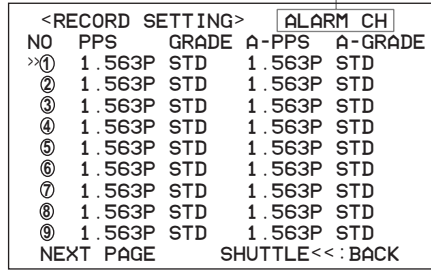 <RECORD SETTING> ALARM CH
NO PPS GRADE A-PPS A-GRADE
»① 1.563P STD 1.563P STD
② 1.563P STD 1.563P STD
③ 1.563P STD 1.563P STD
④ 1.563P STD 1.563P STD
⑤ 1.563P STD 1.563P STD
⑥ 1.563P STD 1.563P STD
⑦ 1.563P STD 1.563P STD
⑧ 1.563P STD 1.563P STD
⑨ 1.563P STD 1.563P STD
NEXT PAGE SHUTTLE<<:BACK